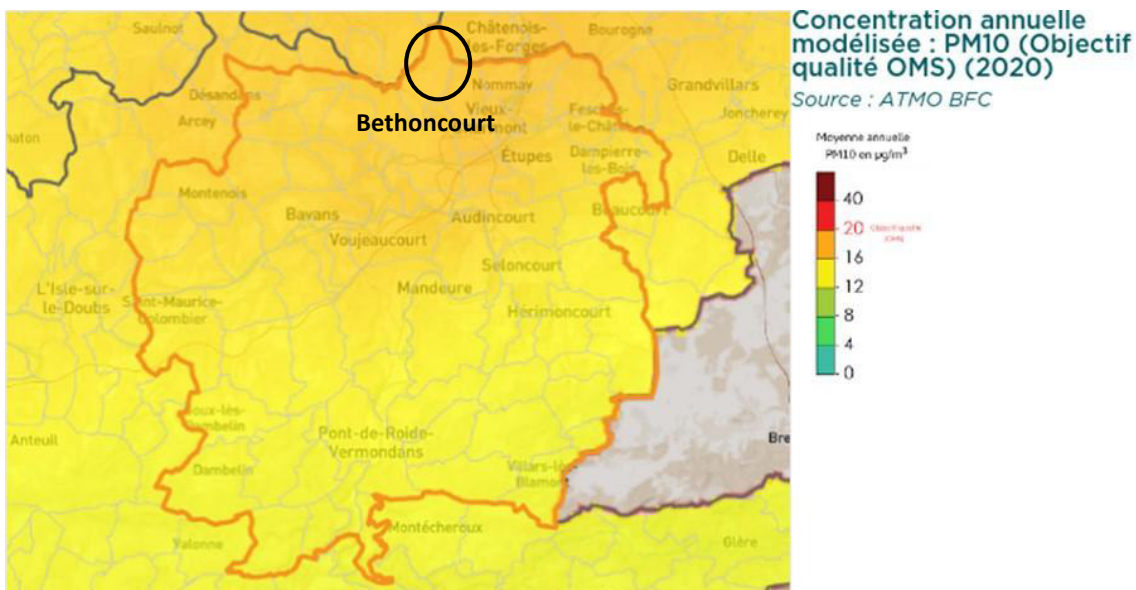 Concentration annuelle
modélisée : PM10 (Objectif
qualité OMS) (2020)
Source : ATMO BFC
Moyenne annuelle
PM10 en µg/m³
40
20
16
12
8
4
0
Saulnot
Châtenois-
les-Forges
Bourogne
Nommay
Grandvillars
Désandans
Arcey
Bethoncourt
Vieux-
Fesches-
le-Châtel
Joncherey
Étupes
Dampierre-
les-Bois
Delle
Montenois
Bavans
Audincourt
Beaucourt
Voujeaucourt
Seloncourt
L'Isle-sur-
le-Doubs
Saint-Maurice-
Colombier
Mandeure
Hérimoncourt
Dambelin
Anteuil
Pont-de-Roide-
Vermondans
Bre
Dambelin
Villars-lès-
Blamont
Montécheroux
Valonne
Glère